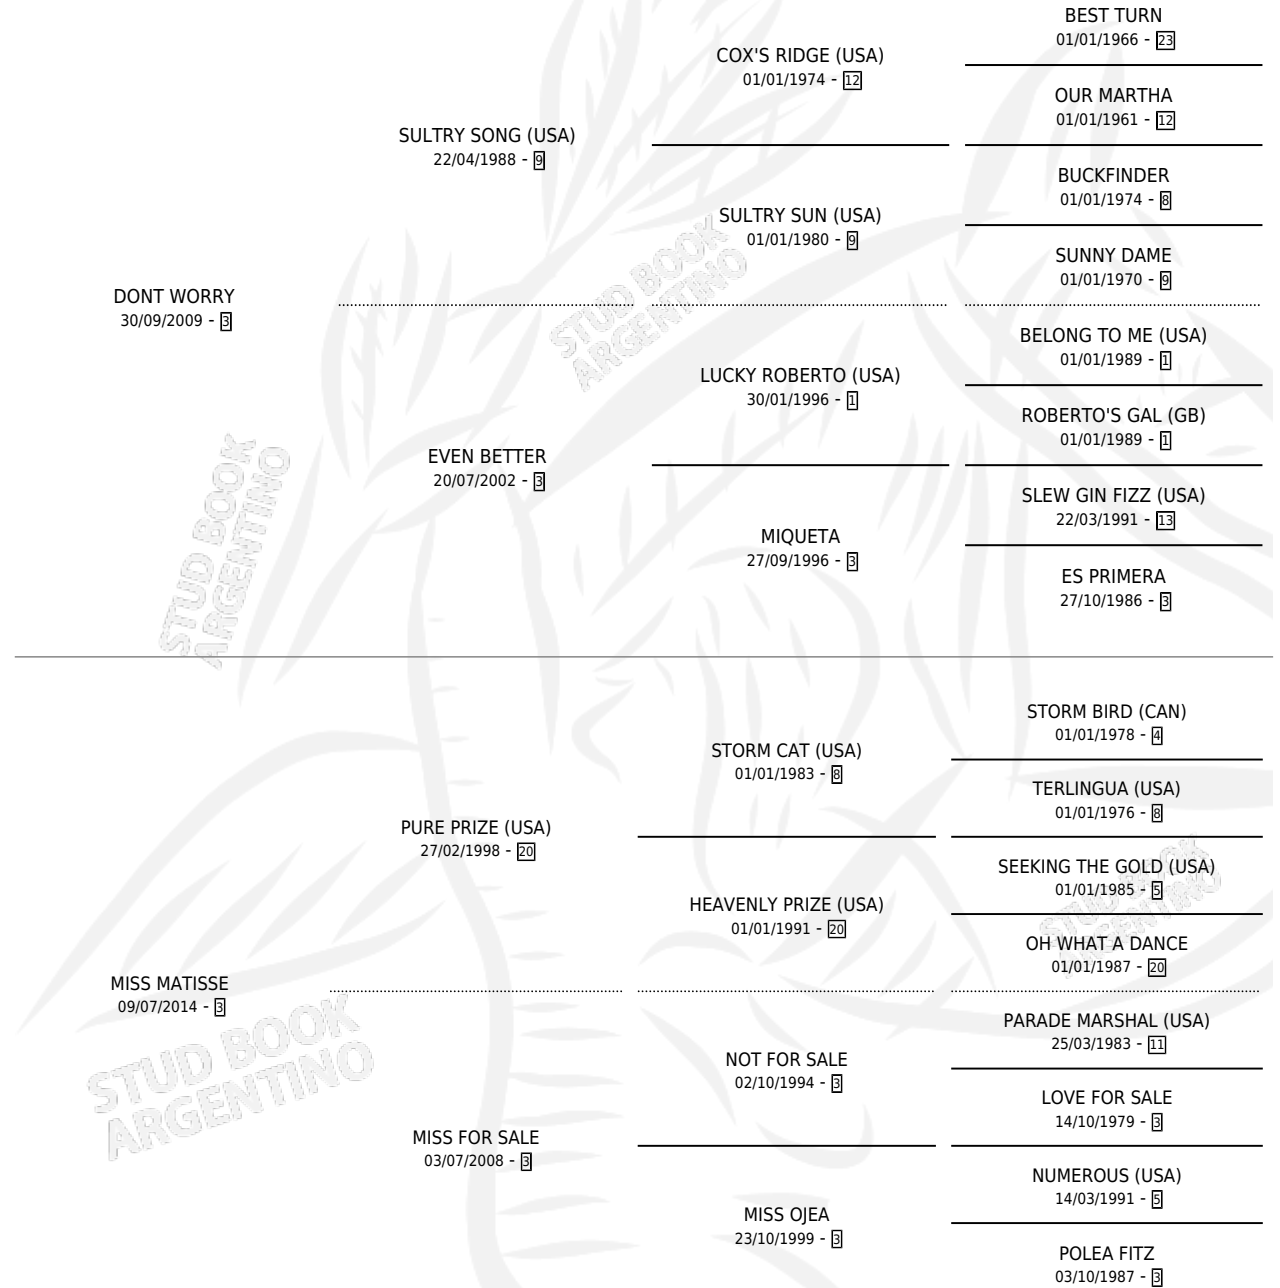 BEST TURN
01/01/1966 - 23
COX'S RIDGE (USA)
01/01/1974 - 12
OUR MARTHA
01/01/1961 - 12
SULTRY SONG (USA)
22/04/1988 - 9
BUCKFINDER
01/01/1974 - 8
SULTRY SUN (USA)
01/01/1980 - 9
SUNNY DAME
01/01/1970 - 9
DONT WORRY
30/09/2009 - 3
BELONG TO ME (USA)
01/01/1989 - 1
LUCKY ROBERTO (USA)
30/01/1996 - 1
ROBERTO'S GAL (GB)
01/01/1989 - 1
EVEN BETTER
20/07/2002 - 3
SLEW GIN FIZZ (USA)
22/03/1991 - 13
MIQUETA
27/09/1996 - 3
ES PRIMERA
27/10/1986 - 3
STORM BIRD (CAN)
01/01/1978 - 4
STORM CAT (USA)
01/01/1983 - 8
TERLINGUA (USA)
01/01/1976 - 8
PURE PRIZE (USA)
27/02/1998 - 20
SEEKING THE GOLD (USA)
01/01/1985 - 5
HEAVENLY PRIZE (USA)
01/01/1991 - 20
OH WHAT A DANCE
01/01/1987 - 20
MISS MATISSE
09/07/2014 - 3
PARADE MARSHAL (USA)
25/03/1983 - 11
NOT FOR SALE
02/10/1994 - 3
LOVE FOR SALE
14/10/1979 - 3
MISS FOR SALE
03/07/2008 - 3
NUMEROUS (USA)
14/03/1991 - 5
MISS OJEA
23/10/1999 - 3
POLEA FITZ
03/10/1987 - 3
STUD BOOK
ARGENTINO
STUD BOOK
ARGENTINO
STUD BOOK
ARGENTINO
STUD BOOK
ARGENTINO